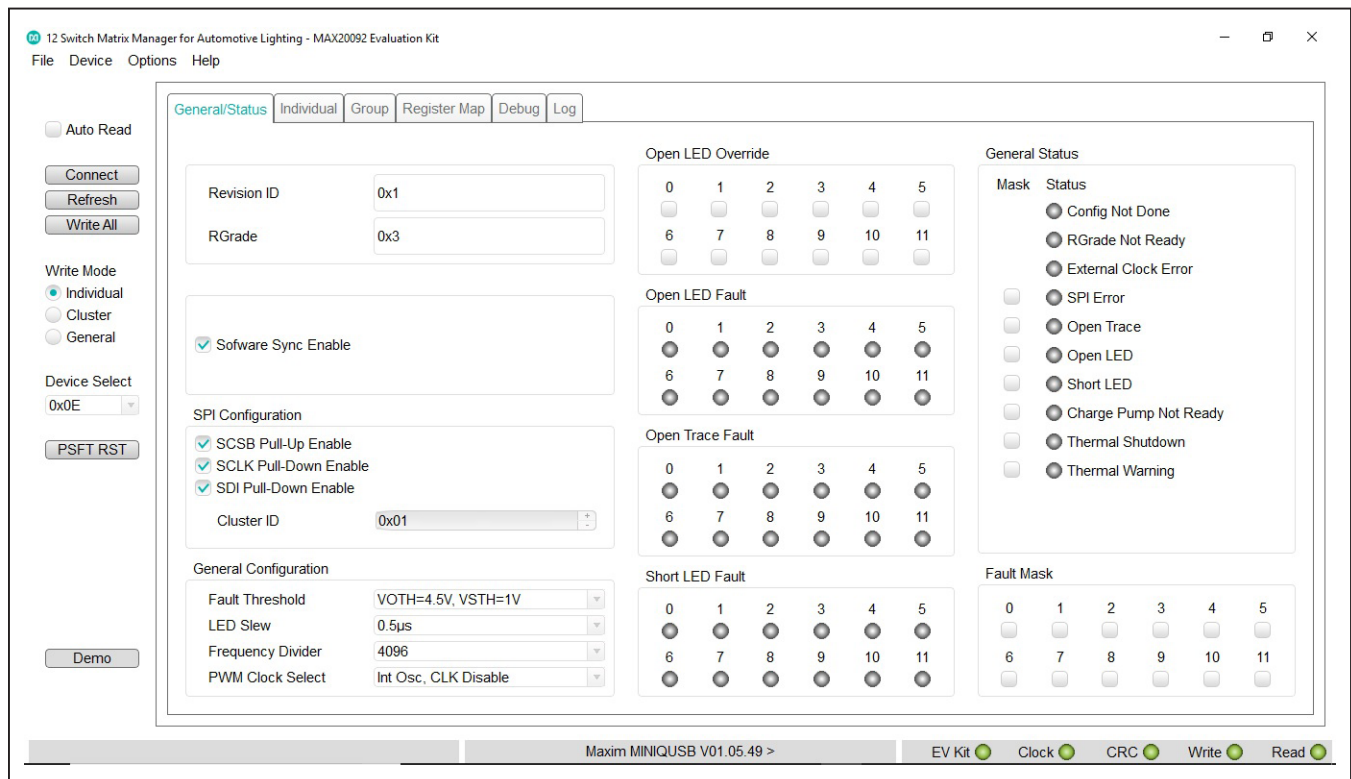 12 Switch Matrix Manager for Automotive Lighting - MAX20092 Evaluation Kit
File Device Options Help
Auto Read
Connect
Refresh
Write All
Write Mode
Individual
Cluster
General
Device Select
0x0E
PSFT RST
Demo
General/Status Individual Group Register Map Debug Log
Revision ID 0x1
RGrade 0x3
Sofware Sync Enable
SPI Configuration
SCSB Pull-Up Enable
SCLK Pull-Down Enable
SDI Pull-Down Enable
Cluster ID 0x01
General Configuration
Fault Threshold VOTH=4.5V, VSTH=1V
LED Slew 0.5µs
Frequency Divider 4096
PWM Clock Select Int Osc, CLK Disable
Open LED Override
0 1 2 3 4 5
6 7 8 9 10 11
Open LED Fault
0 1 2 3 4 5
6 7 8 9 10 11
Open Trace Fault
0 1 2 3 4 5
6 7 8 9 10 11
Short LED Fault
0 1 2 3 4 5
6 7 8 9 10 11
General Status
Mask Status
Config Not Done
RGrade Not Ready
External Clock Error
SPI Error
Open Trace
Open LED
Short LED
Charge Pump Not Ready
Thermal Shutdown
Thermal Warning
Fault Mask
0 1 2 3 4 5
6 7 8 9 10 11
Maxim MINIQUSB V01.05.49 >
EV Kit Clock CRC Write Read